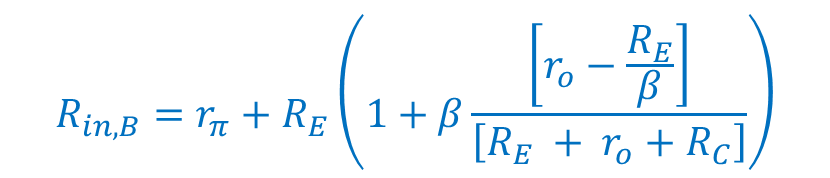 R_{in,B} = r_π + R_E (1 + β [r_o − R_E/β] / [R_E + r_o + R_C])